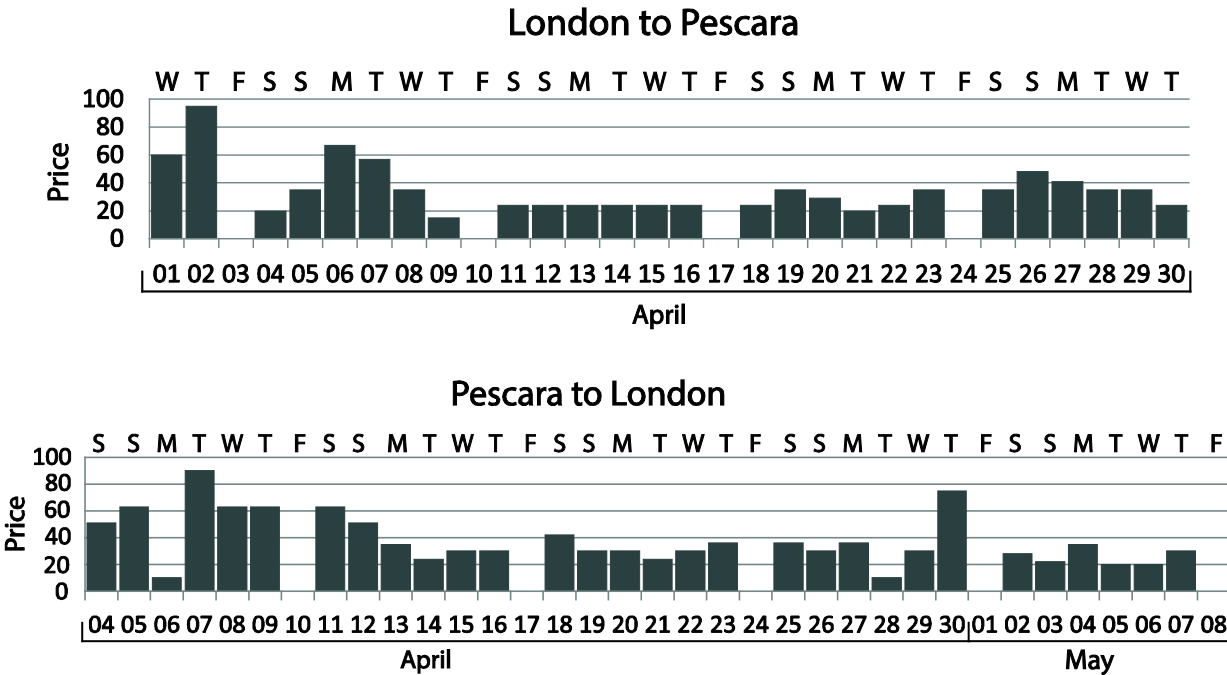 London to Pescara
W T F S S M T W T F S S M T W T F S S M T W T F S S M T W T
100
80
60
40
20
0
Price
01 02 03 04 05 06 07 08 09 10 11 12 13 14 15 16 17 18 19 20 21 22 23 24 25 26 27 28 29 30
April
Pescara to London
S S M T W T F S S M T W T F S S M T W T F S S M T W T F S S M T W T F
100
80
60
40
20
0
Price
04 05 06 07 08 09 10 11 12 13 14 15 16 17 18 19 20 21 22 23 24 25 26 27 28 29 30 01 02 03 04 05 06 07 08
April May